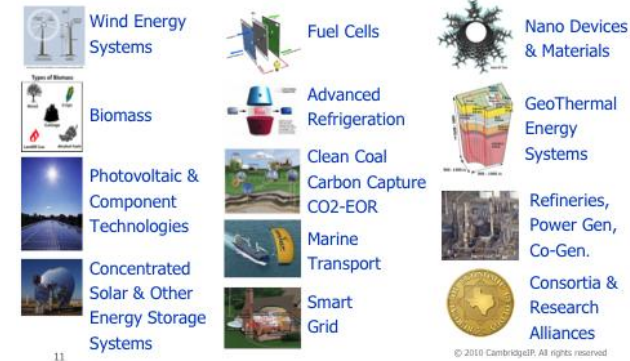 Wind Energy
Systems
Types of Biomass
Biomass
Photovoltaic &
Component
Technologies
Concentrated
Solar & Other
Energy Storage
Systems
Fuel Cells
Advanced
Refrigeration
Clean Coal
Carbon Capture
CO2-EOR
Marine
Transport
Smart
Grid
Nano Devices
& Materials
GeoThermal
Energy
Systems
Refineries,
Power Gen,
Co-Gen.
Consortia &
Research
Alliances
11
© 2010 CambridgeIP. All rights reserved